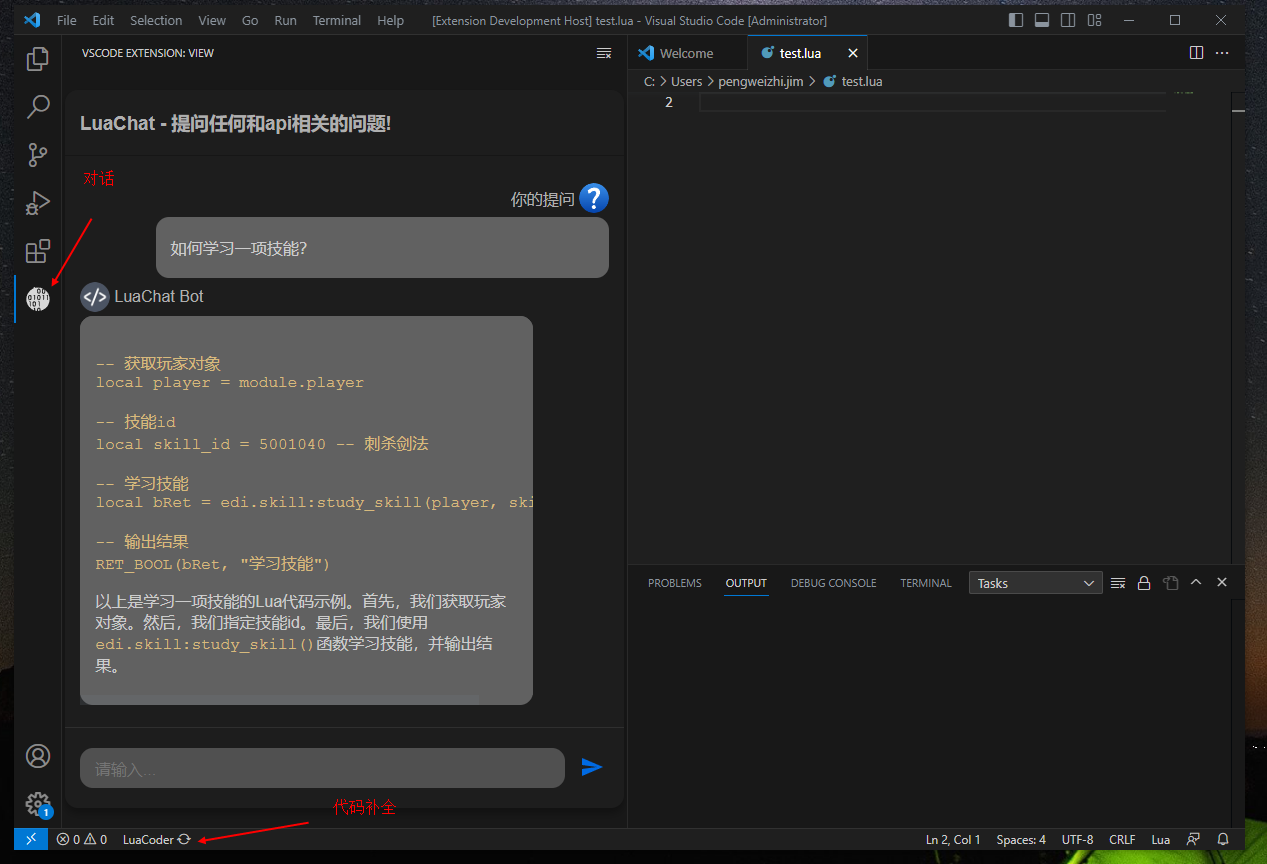 File Edit Selection View Go Run Terminal Help [Extension Development Host] test.lua - Visual Studio Code [Administrator]
VSCODE EXTENSION: VIEW
Welcome test.lua
C: > Users > pengweizhi.jim > test.lua
2
LuaChat - 提问任何和api相关的问题!
对话
你的提问
如何学习一项技能?
</> LuaChat Bot
-- 获取玩家对象
local player = module.player
-- 技能id
local skill_id = 5001040 -- 刺杀剑法
-- 学习技能
local bRet = edi.skill:study_skill(player, ski
-- 输出结果
RET_BOOL(bRet, "学习技能")
以上是学习一项技能的Lua代码示例。首先，我们获取玩家
对象。然后，我们指定技能id。最后，我们使用
edi.skill:study_skill()函数学习技能，并输出结
果。
PROBLEMS OUTPUT DEBUG CONSOLE TERMINAL Tasks
请输入...
代码补全
1
0 0 LuaCoder Ln 2, Col 1 Spaces: 4 UTF-8 CRLF Lua